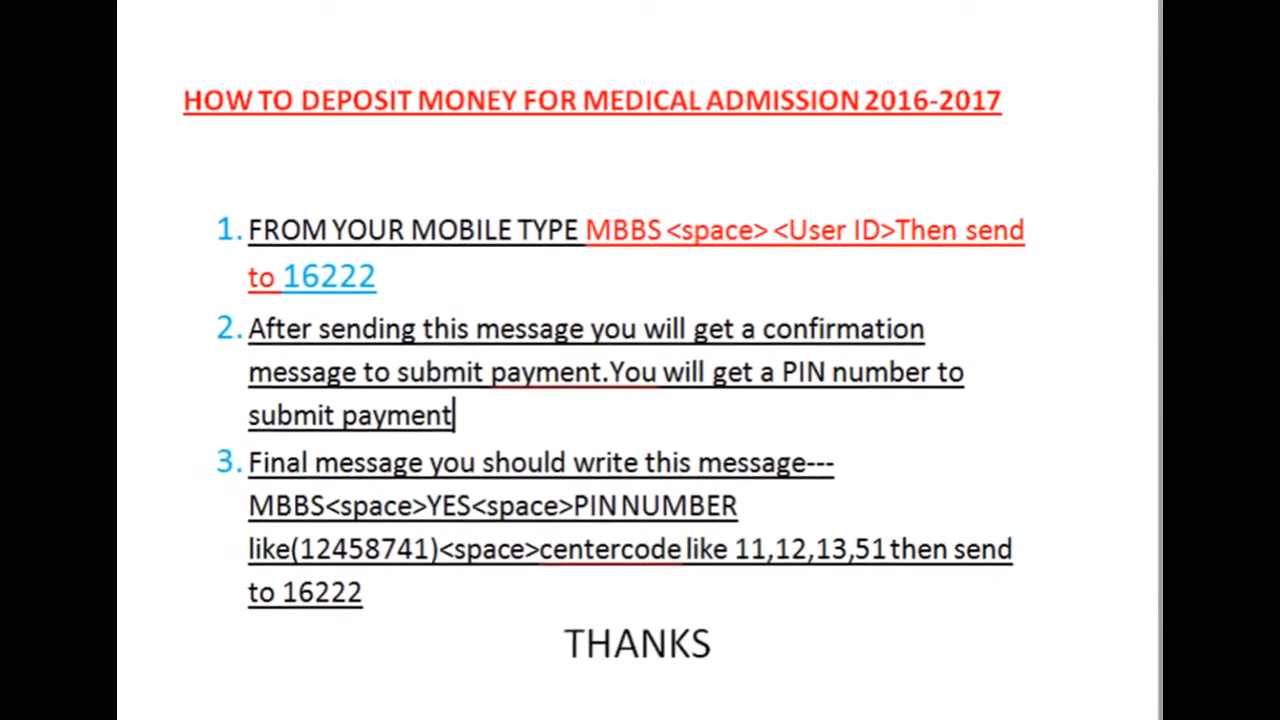 HOW TO DEPOSIT MONEY FOR MEDICAL ADMISSION 2016-2017
1. FROM YOUR MOBILE TYPE MBBS <space> <User ID>Then send
to 16222
2. After sending this message you will get a confirmation
message to submit payment.You will get a PIN number to
submit payment
3. Final message you should write this message---
MBBS<space>YES<space>PIN NUMBER
like(12458741)<space>centercode like 11,12,13,51 then send
to 16222
THANKS